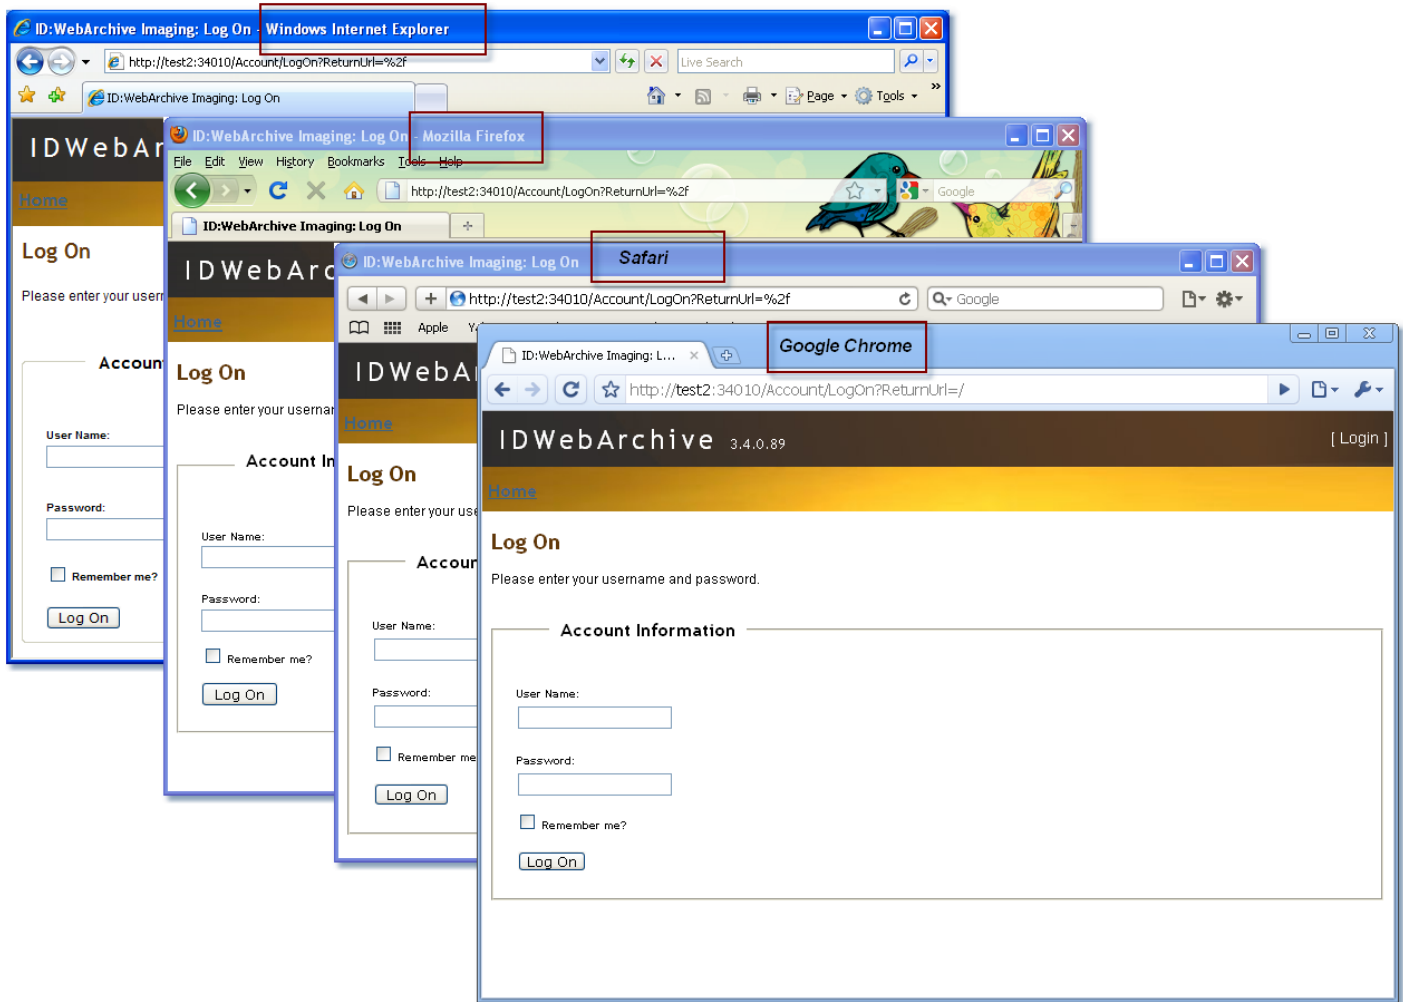 ID:WebArchive Imaging: Log On - Windows Internet Explorer
http://test2:34010/Account/LogOn?ReturnUrl=%2f
Live Search
ID:WebArchive Imaging: Log On
Page
Tools
IDWebAr
Home
Log On
Please enter your usern
Account
User Name:
Password:
Remember me?
Log On
ID:WebArchive Imaging: Log On - Mozilla Firefox
File Edit View History Bookmarks Tools Help
http://test2:34010/Account/LogOn?ReturnUrl=%2f
Google
ID:WebArchive Imaging: Log On
IDWebArc
Home
Log On
Please enter your usernar
Account In
User Name:
Password:
Remember me?
Log On
ID:WebArchive Imaging: Log On
Safari
http://test2:34010/Account/LogOn?ReturnUrl=%2f
Google
Apple
IDWebA
Home
Log On
Please enter your use
Accour
User Name:
Password:
Remember me
Log On
ID:WebArchive Imaging: L...
Google Chrome
http://test2:34010/Account/LogOn?ReturnUrl=/
IDWebArchive 3.4.0.89
[ Login ]
Home
Log On
Please enter your username and password.
Account Information
User Name:
Password:
Remember me?
Log On